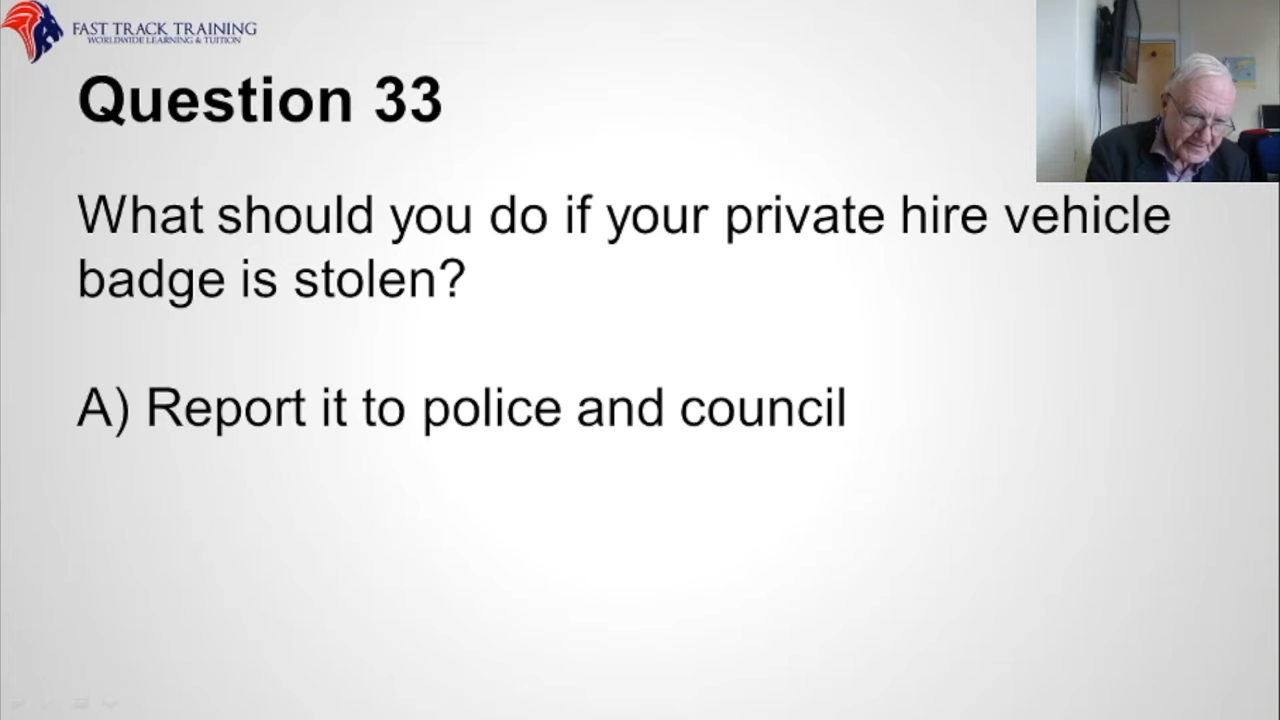 FAST TRACK TRAINING
WORLDWIDE LEARNING & TUITION
Question 33
What should you do if your private hire vehicle
badge is stolen?
A) Report it to police and council